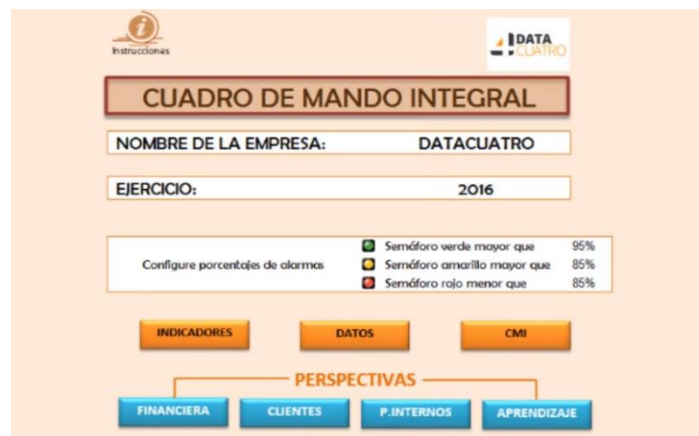 Instrucciones
DATA
CUATRO
CUADRO DE MANDO INTEGRAL
NOMBRE DE LA EMPRESA: DATACUATRO
EJERCICIO: 2016
Configure porcentajes de alarmas
Semáforo verde mayor que 95%
Semáforo amarillo mayor que 85%
Semáforo rojo menor que 85%
INDICADORES DATOS CMI
PERSPECTIVAS
FINANCIERA CLIENTES P.INTERNOS APRENDIZAJE